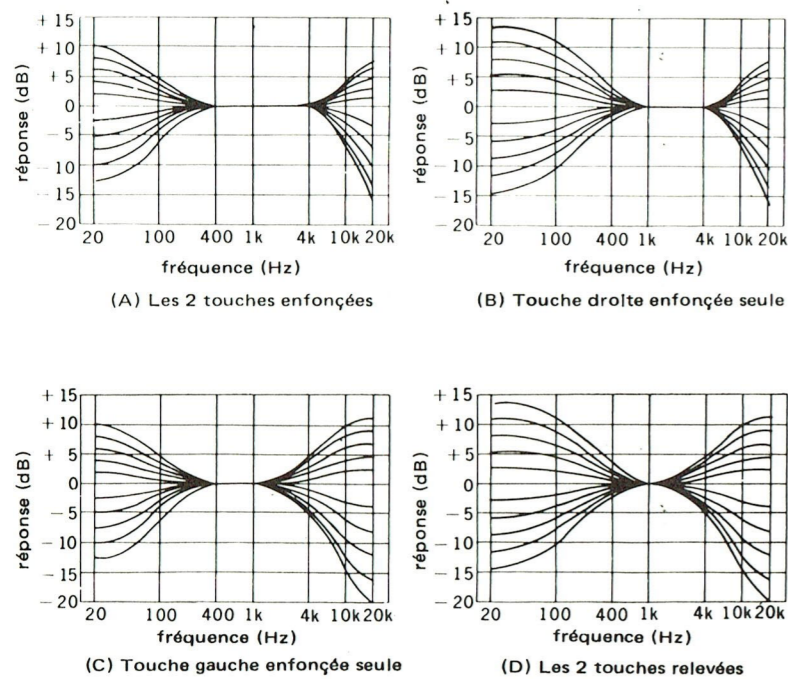 + 15
+ 10
+ 5
0
− 5
− 10
− 15
− 20
réponse (dB)
20 100 400 1k 4k 10k 20k
fréquence (Hz)
(A) Les 2 touches enfonçées
+ 15
+ 10
+ 5
0
− 5
− 10
− 15
− 20
réponse (dB)
20 100 400 1k 4k 10k 20k
fréquence (Hz)
(B) Touche droite enfonçée seule
+ 15
+ 10
+ 5
0
− 5
− 10
− 15
− 20
réponse (dB)
20 100 400 1k 4k 10k 20k
fréquence (Hz)
(C) Touche gauche enfonçée seule
+ 15
+ 10
+ 5
0
− 5
− 10
− 15
− 20
réponse (dB)
20 100 400 1k 4k 10k 20k
fréquence (Hz)
(D) Les 2 touches relevées